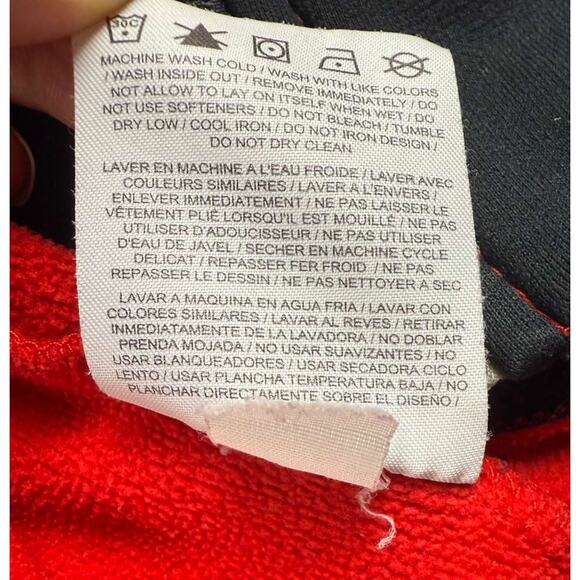 30C
MACHINE WASH COLD / WASH WITH LIKE COLORS
/ WASH INSIDE OUT / REMOVE IMMEDIATELY / DO
NOT ALLOW TO LAY ON ITSELF WHEN WET / DO
NOT USE SOFTENERS / DO NOT BLEACH / TUMBLE
DRY LOW / COOL IRON / DO NOT IRON DESIGN /
DO NOT DRY CLEAN
LAVER EN MACHINE A L'EAU FROIDE / LAVER AVEC
COULEURS SIMILAIRES / LAVER À L'ENVERS /
ENLEVER IMMEDIATEMENT / NE PAS LAISSER LE
VÊTEMENT PLIÉ LORSQU'IL EST MOUILLÉ / NE PAS
UTILISER D'ADOUCISSEUR / NE PAS UTILISER
D'EAU DE JAVEL / SECHER EN MACHINE CYCLE
DELICAT / REPASSER FER FROID / NE PAS
REPASSER LE DESSIN / NE PAS NETTOYER A SEC
LAVAR A MAQUINA EN AGUA FRIA / LAVAR CON
COLORES SIMILARES / LAVAR AL REVES / RETIRAR
INMEDIATAMENTE DE LA LAVADORA / NO DOBLAR
PRENDA MOJADA / NO USAR SUAVIZANTES / NO
USAR BLANQUEADORES / USAR SECADORA CICLO
LENTO / USAR PLANCHA TEMPERATURA BAJA / NO
PLANCHAR DIRECTAMENTE SOBRE EL DISEÑO /